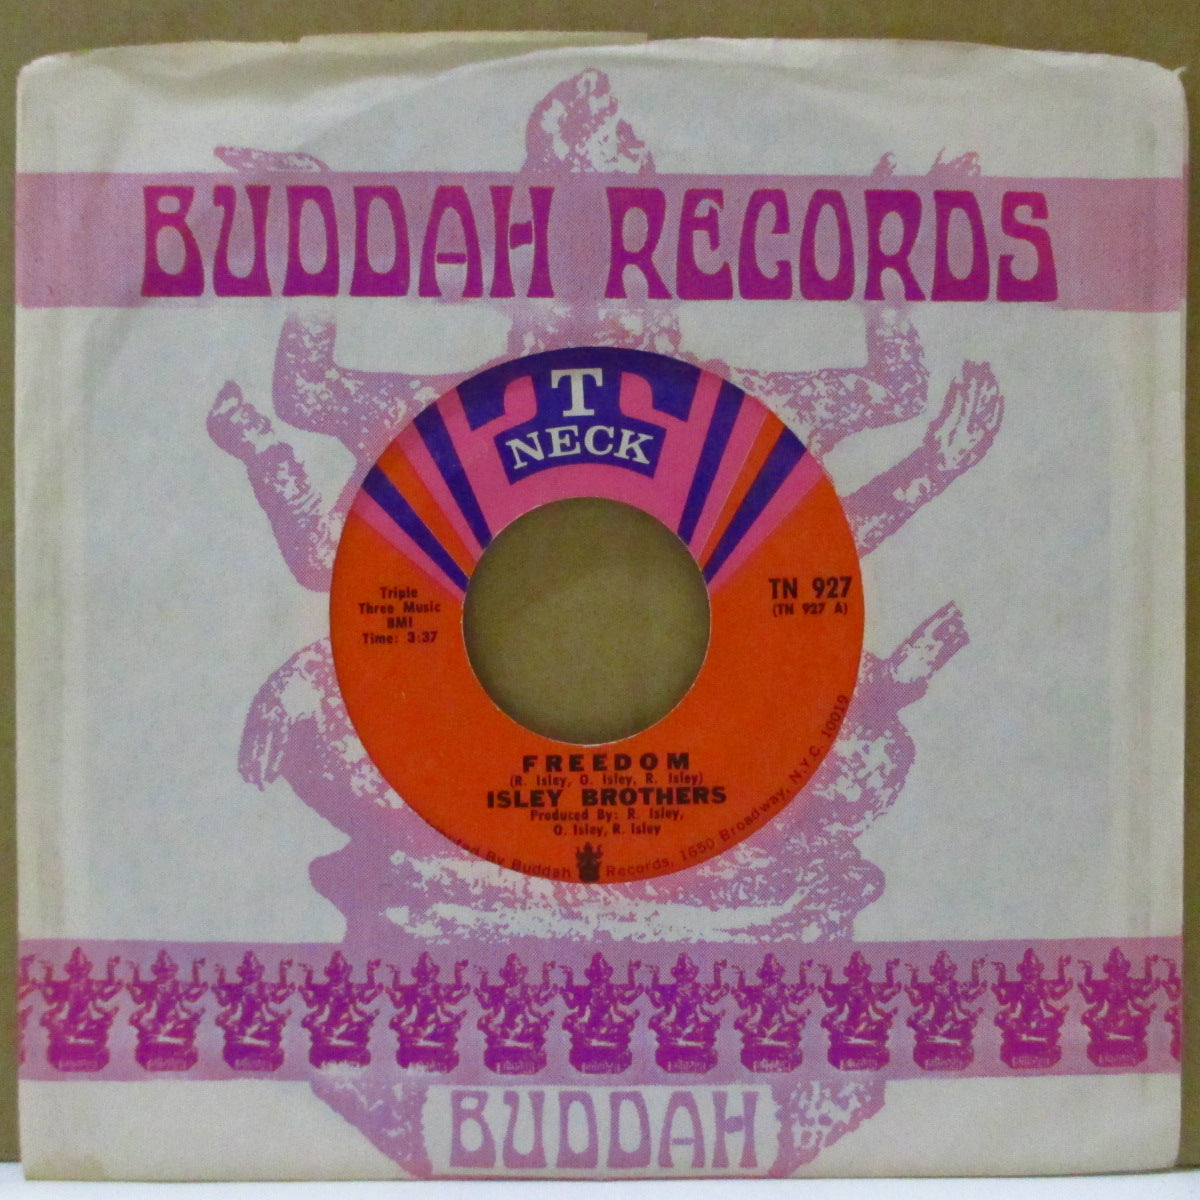 BUDDAH RECORDS
T
NECK
Triple
Three Music
BMI
Time: 3:37
TN 927
(TN 927 A)
FREEDOM
(R. Isley, O. Isley, R. Isley)
ISLEY BROTHERS
Produced By: R. Isley,
O. Isley, R. Isley
By Buddah Records, 1650 Broadway, N.Y.C. 10019
BUDDAH